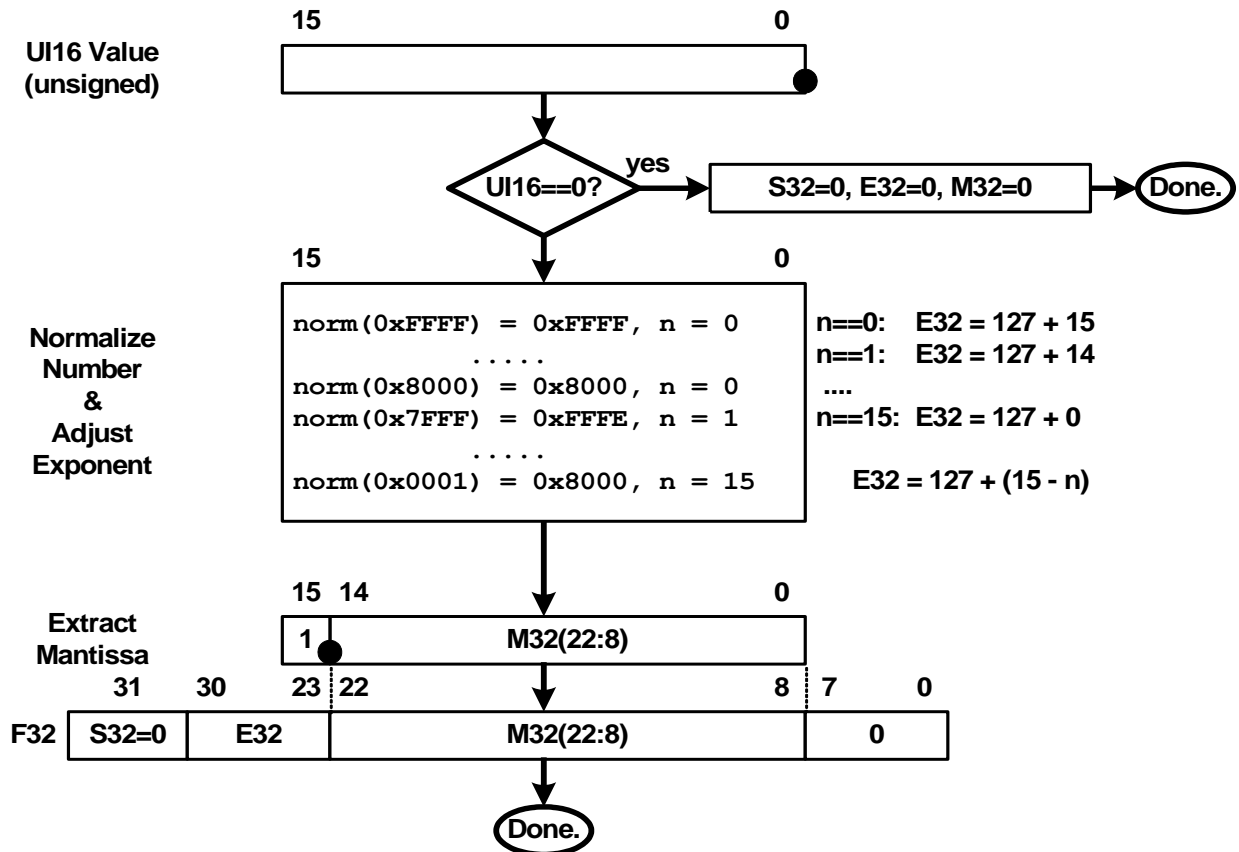 15 0
UI16 Value
(unsigned)
UI16==0?
yes
S32=0, E32=0, M32=0
Done.
15 0
Normalize
Number
&
Adjust
Exponent
norm(0xFFFF) = 0xFFFF, n = 0
.....
norm(0x8000) = 0x8000, n = 0
norm(0x7FFF) = 0xFFFE, n = 1
.....
norm(0x0001) = 0x8000, n = 15
n==0: E32 = 127 + 15
n==1: E32 = 127 + 14
....
n==15: E32 = 127 + 0
E32 = 127 + (15 - n)
15 14 0
Extract
Mantissa
1 M32(22:8)
31 30 23 22 8 7 0
F32 S32=0 E32 M32(22:8) 0
Done.